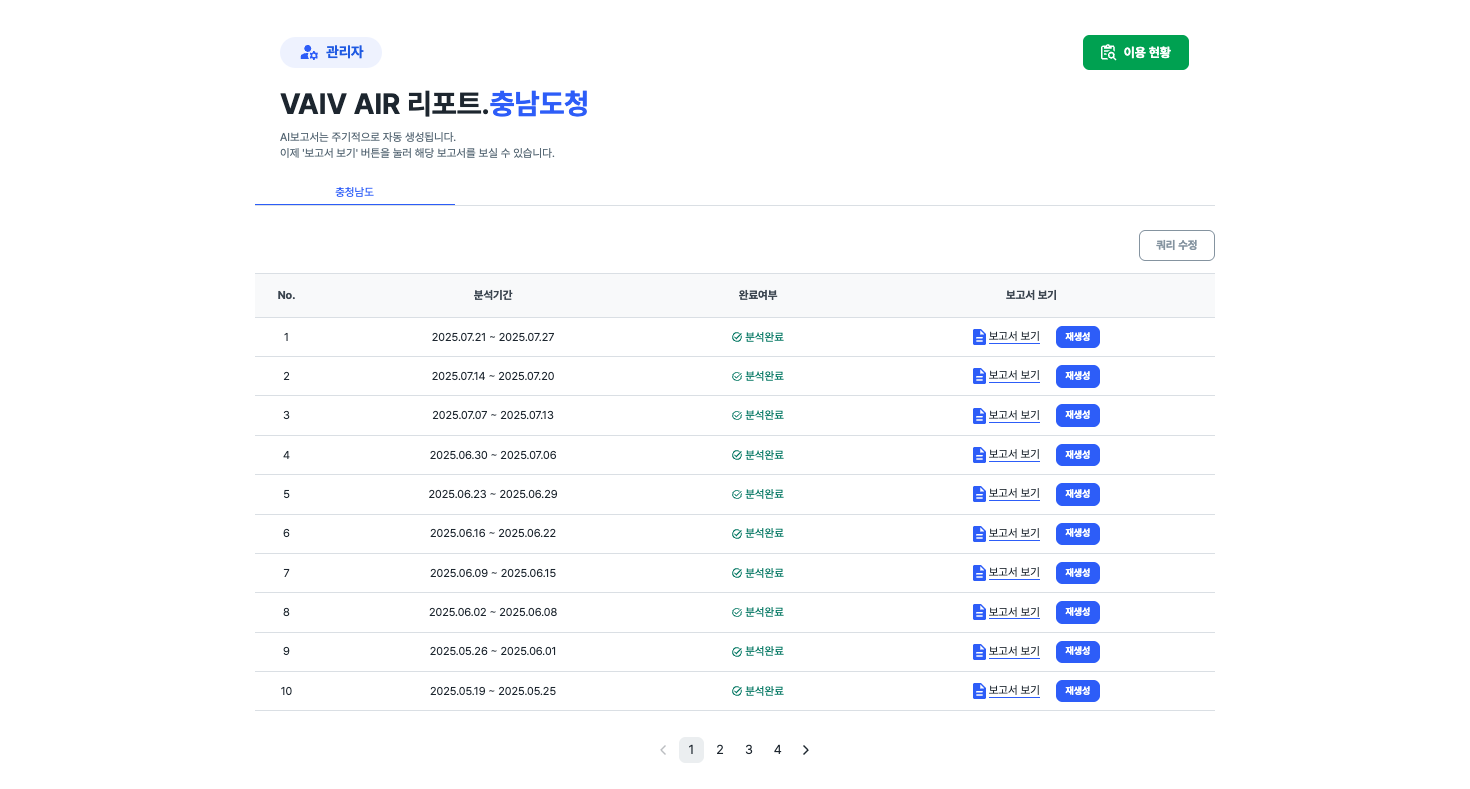 관리자
이용 현황
VAIV AIR 리포트.충남도청
AI보고서는 주기적으로 자동 생성됩니다.
이제 '보고서 보기' 버튼을 눌러 해당 보고서를 보실 수 있습니다.
충청남도
쿼리 수정
No. 분석기간 완료여부 보고서 보기
1 2025.07.21 ~ 2025.07.27 분석완료 보고서 보기 재생성
2 2025.07.14 ~ 2025.07.20 분석완료 보고서 보기 재생성
3 2025.07.07 ~ 2025.07.13 분석완료 보고서 보기 재생성
4 2025.06.30 ~ 2025.07.06 분석완료 보고서 보기 재생성
5 2025.06.23 ~ 2025.06.29 분석완료 보고서 보기 재생성
6 2025.06.16 ~ 2025.06.22 분석완료 보고서 보기 재생성
7 2025.06.09 ~ 2025.06.15 분석완료 보고서 보기 재생성
8 2025.06.02 ~ 2025.06.08 분석완료 보고서 보기 재생성
9 2025.05.26 ~ 2025.06.01 분석완료 보고서 보기 재생성
10 2025.05.19 ~ 2025.05.25 분석완료 보고서 보기 재생성
1 2 3 4